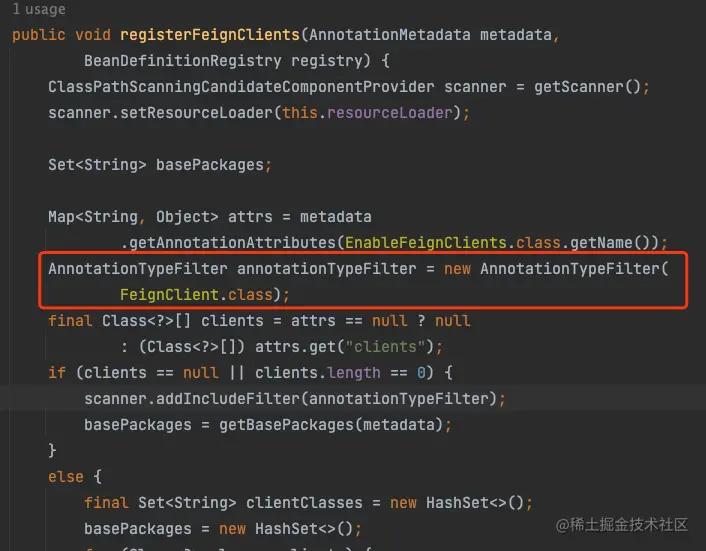 1 usage
public void registerFeignClients(AnnotationMetadata metadata,
BeanDefinitionRegistry registry) {
ClassPathScanningCandidateComponentProvider scanner = getScanner();
scanner.setResourceLoader(this.resourceLoader);
Set<String> basePackages;
Map<String, Object> attrs = metadata
.getAnnotationAttributes(EnableFeignClients.class.getName());
AnnotationTypeFilter annotationTypeFilter = new AnnotationTypeFilter(
FeignClient.class);
final Class<?>[] clients = attrs == null ? null
: (Class<?>[]) attrs.get("clients");
if (clients == null || clients.length == 0) {
scanner.addIncludeFilter(annotationTypeFilter);
basePackages = getBasePackages(metadata);
}
else {
final Set<String> clientClasses = new HashSet<>();
basePackages = new HashSet<>();
@稀土掘金技术社区